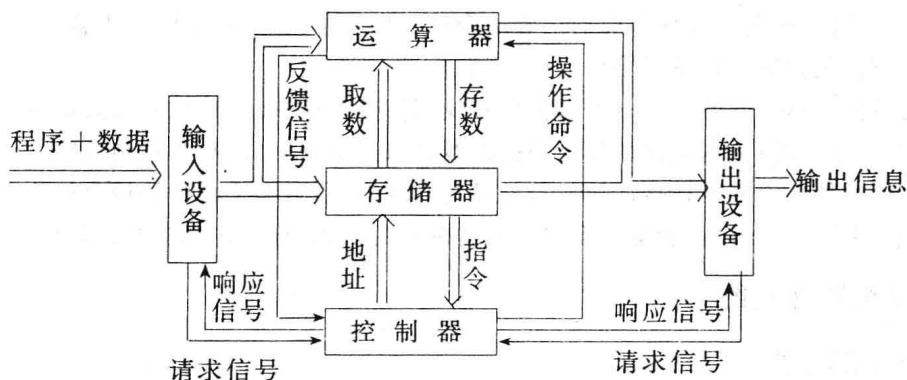 运算器
反馈信号
取数
存数
操作命令
程序＋数据
输入设备
存储器
输出设备
输出信息
地址
指令
响应
信号
控制器
响应信号
请求信号
请求信号